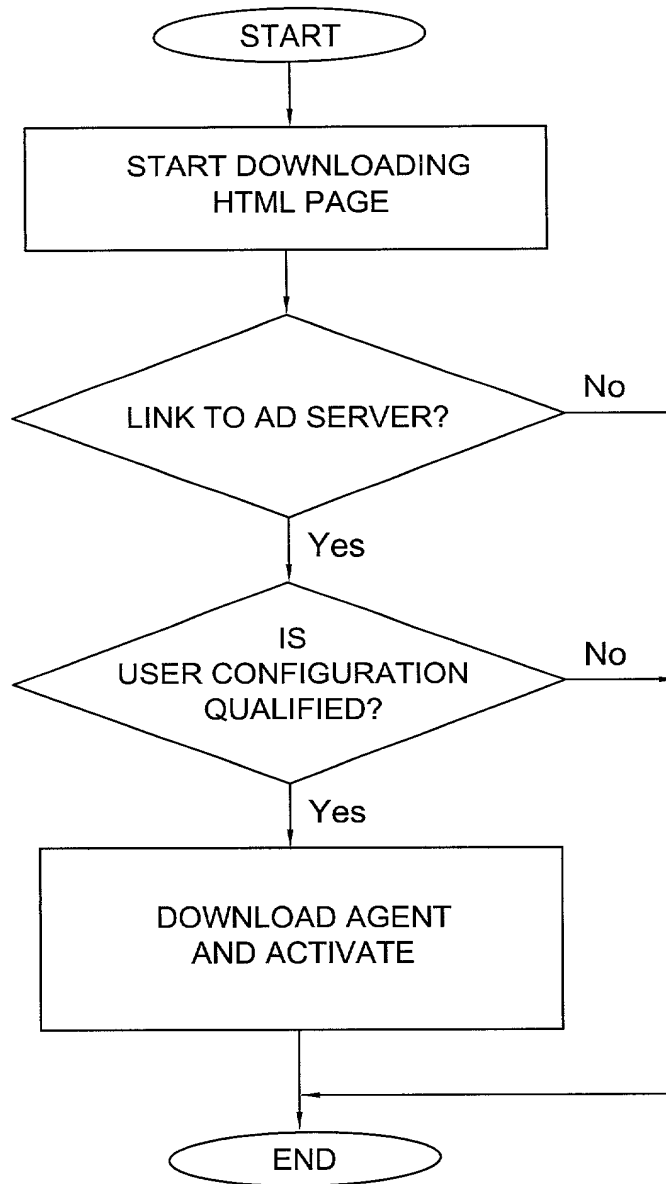 START
START DOWNLOADING
HTML PAGE
LINK TO AD SERVER?
No
Yes
IS
USER CONFIGURATION
QUALIFIED?
No
Yes
DOWNLOAD AGENT
AND ACTIVATE
END